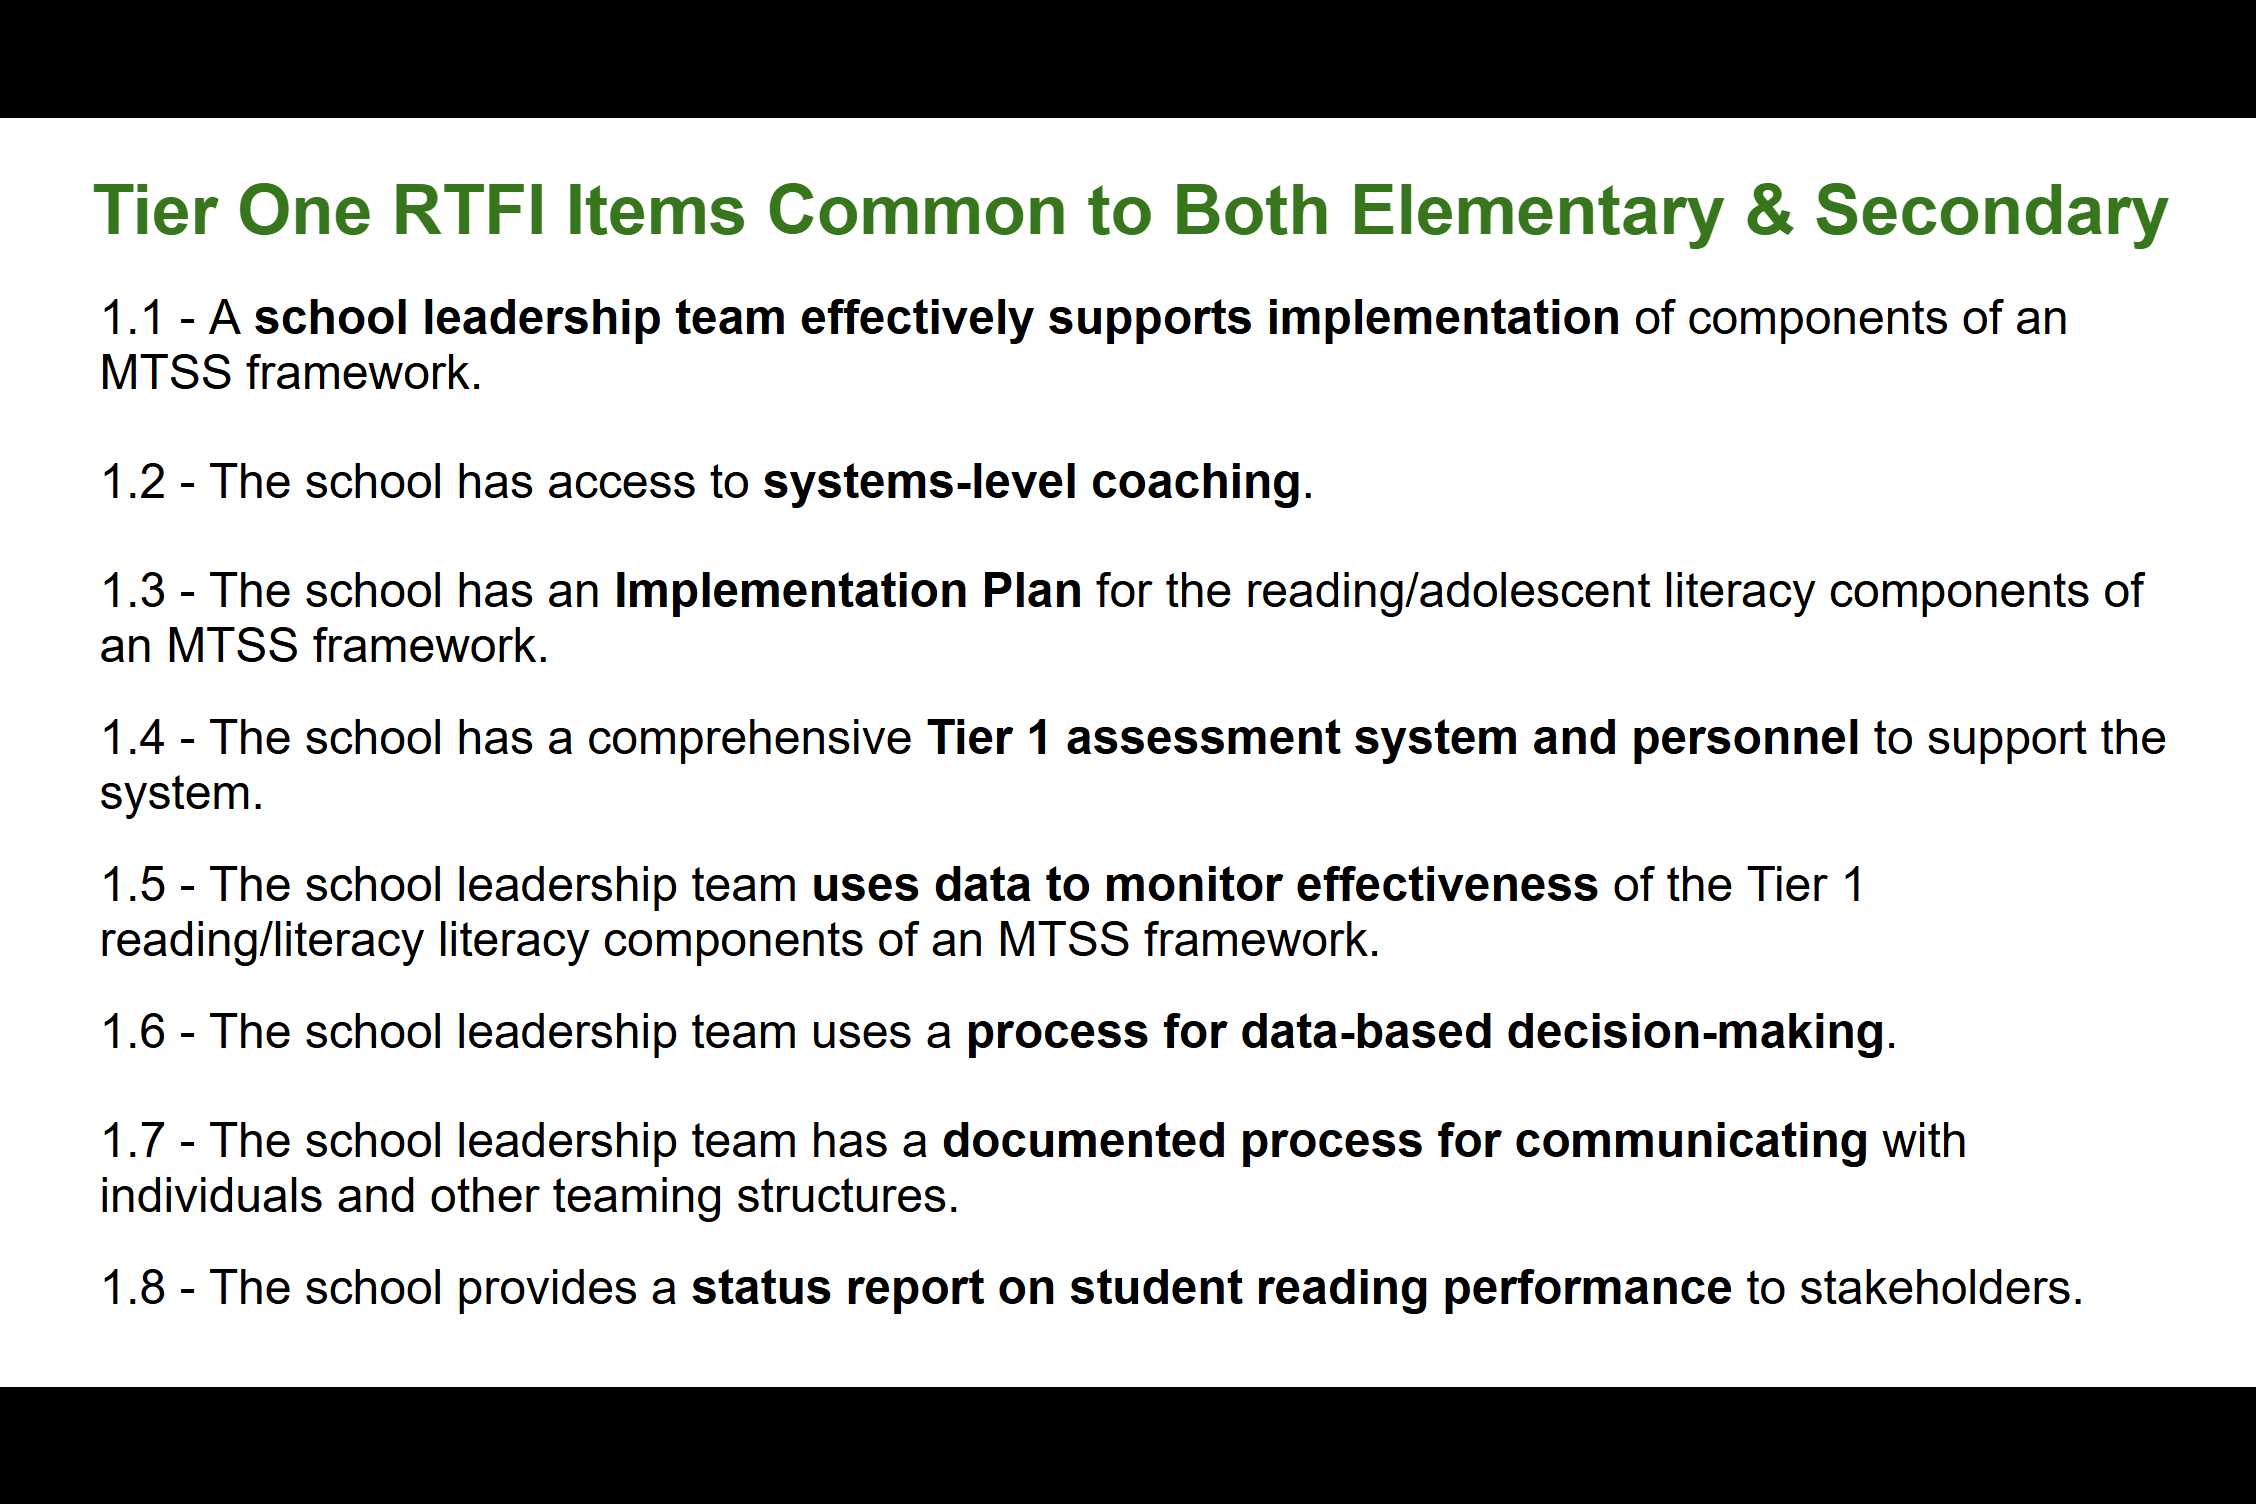 Tier One RTFI Items Common to Both Elementary & Secondary
1.1 - A school leadership team effectively supports implementation of components of an
MTSS framework.
1.2 - The school has access to systems-level coaching.
1.3 - The school has an Implementation Plan for the reading/adolescent literacy components of
an MTSS framework.
1.4 - The school has a comprehensive Tier 1 assessment system and personnel to support the
system.
1.5 - The school leadership team uses data to monitor effectiveness of the Tier 1
reading/literacy literacy components of an MTSS framework.
1.6 - The school leadership team uses a process for data-based decision-making.
1.7 - The school leadership team has a documented process for communicating with
individuals and other teaming structures.
1.8 - The school provides a status report on student reading performance to stakeholders.